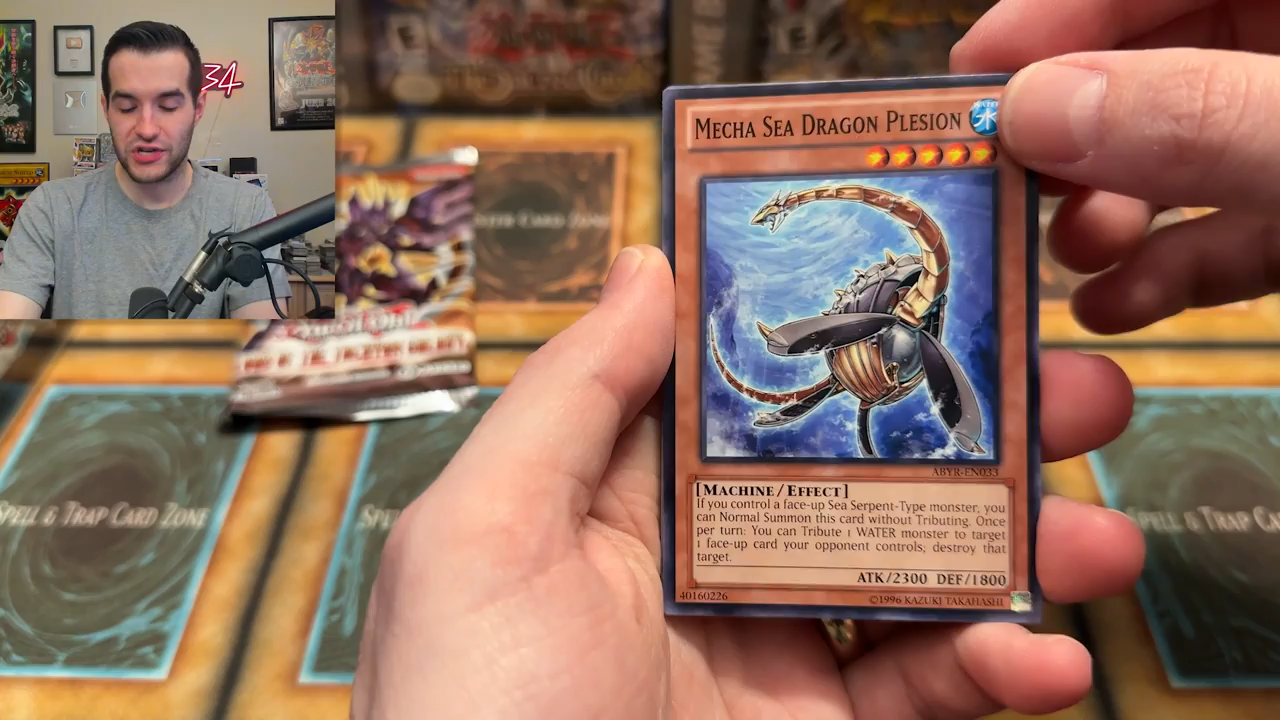 34
MECHA SEA DRAGON PLESION
WATER
水
ABYR-EN033
[MACHINE/EFFECT]
If you control a face-up Sea Serpent-Type monster, you
can Normal Summon this card without Tributing. Once
per turn: You can Tribute 1 WATER monster to target
1 face-up card your opponent controls; destroy that
target.
ATK/2300 DEF/1800
40160226
©1996 KAZUKI TAKAHASHI
CARD ZONE
SPELL & TRAP CARD ZONE
SPE
SPELL & TRAP CA